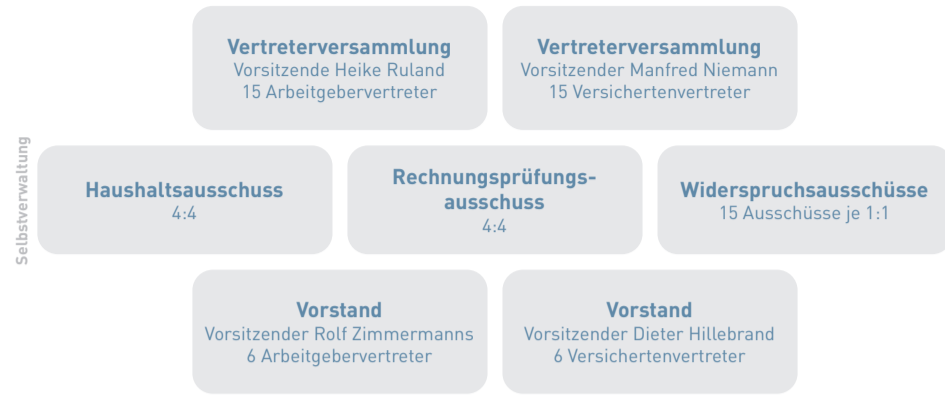 Vertreterversammlung
Vorsitzende Heike Ruland
15 Arbeitgebervertreter
Vertreterversammlung
Vorsitzender Manfred Niemann
15 Versichertenvertreter
Selbstverwaltung
Haushaltsausschuss
4:4
Rechnungsprüfungs-
ausschuss
4:4
Widerspruchsausschüsse
15 Ausschüsse je 1:1
Vorstand
Vorsitzender Rolf Zimmermanns
6 Arbeitgebervertreter
Vorstand
Vorsitzender Dieter Hillebrand
6 Versichertenvertreter